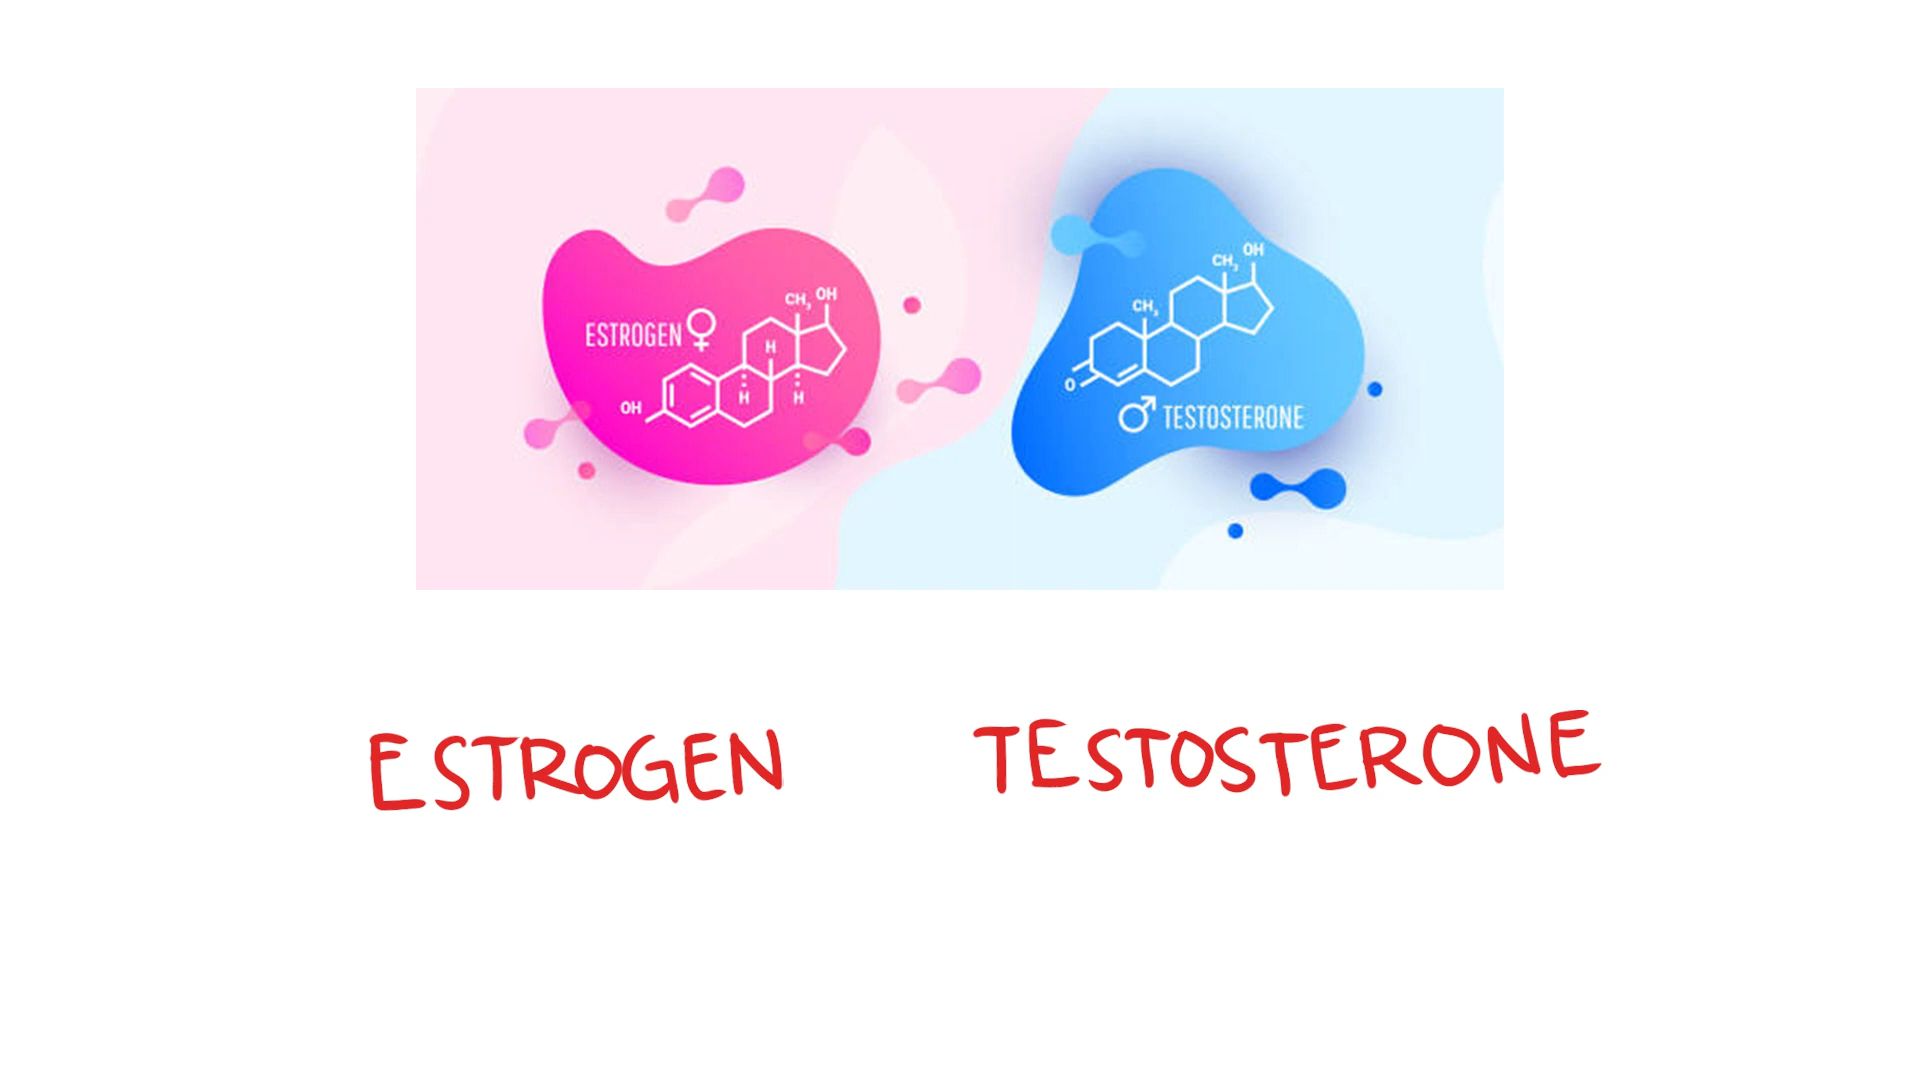 ESTROGEN ♀
CH₃ OH
H
H H
OH
CH₃ OH
CH₃
O
♂ TESTOSTERONE
ESTROGEN TESTOSTERONE